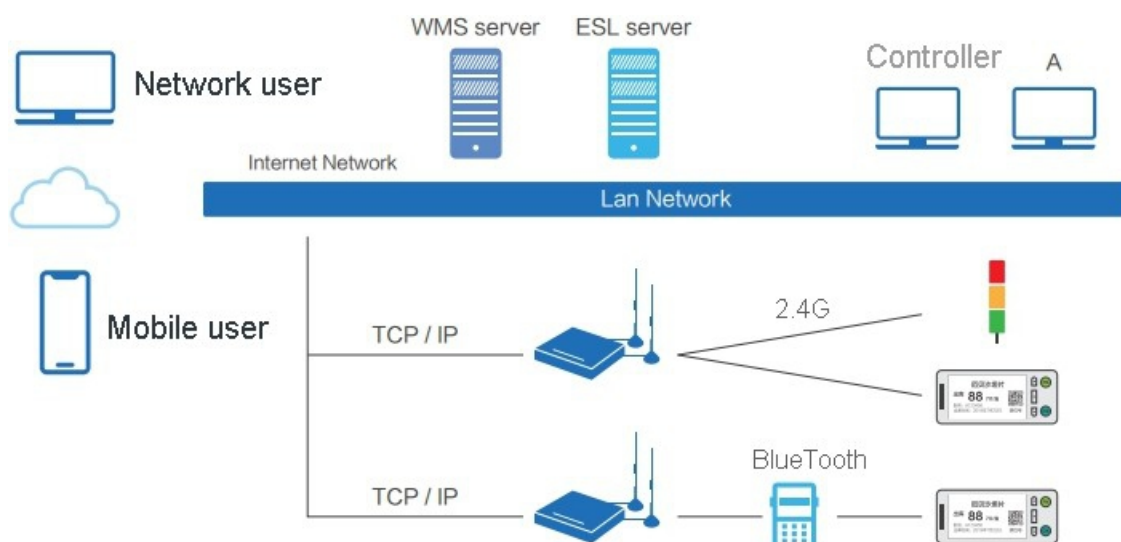 WMS server
ESL server
Controller
A
Network user
Internet Network
Lan Network
Mobile user
2.4G
TCP / IP
88
BlueTooth
TCP / IP
88